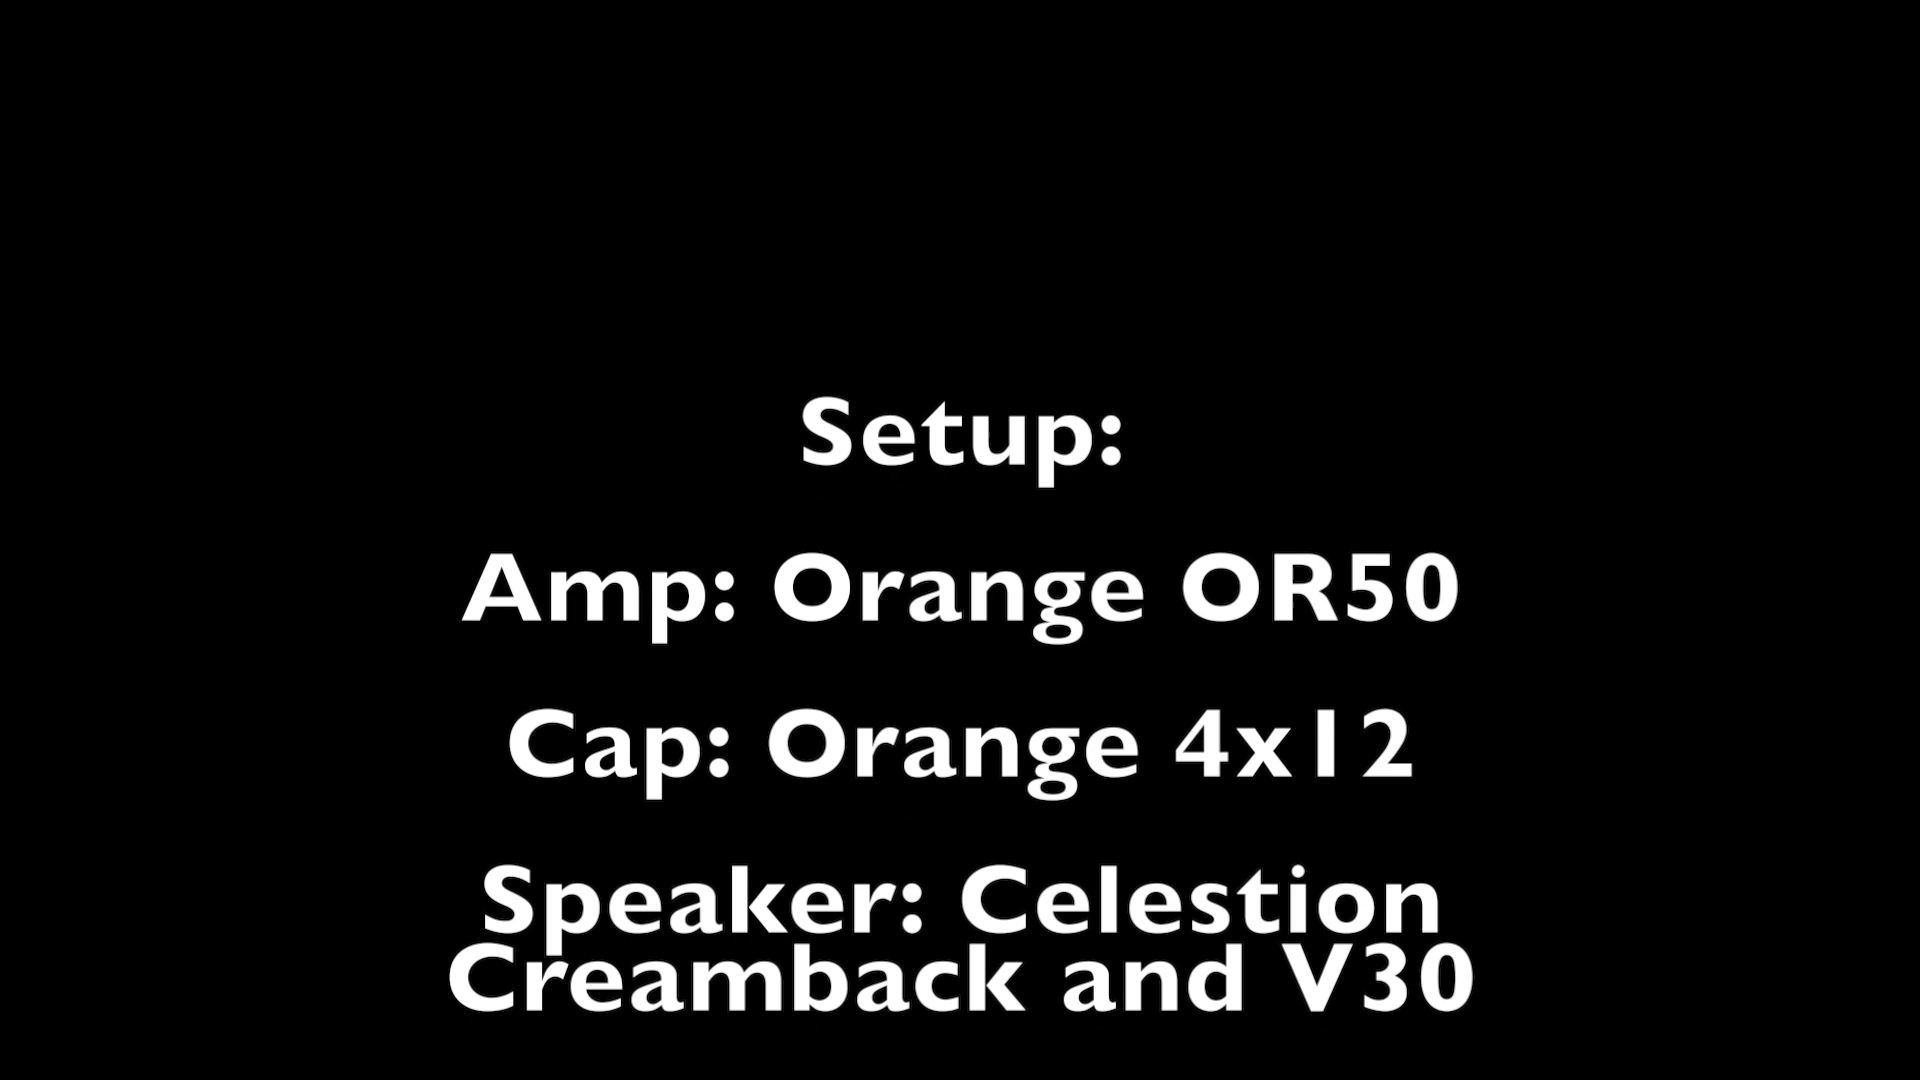 Setup:
Amp: Orange OR50
Cap: Orange 4x12
Speaker: Celestion
Creamback and V30